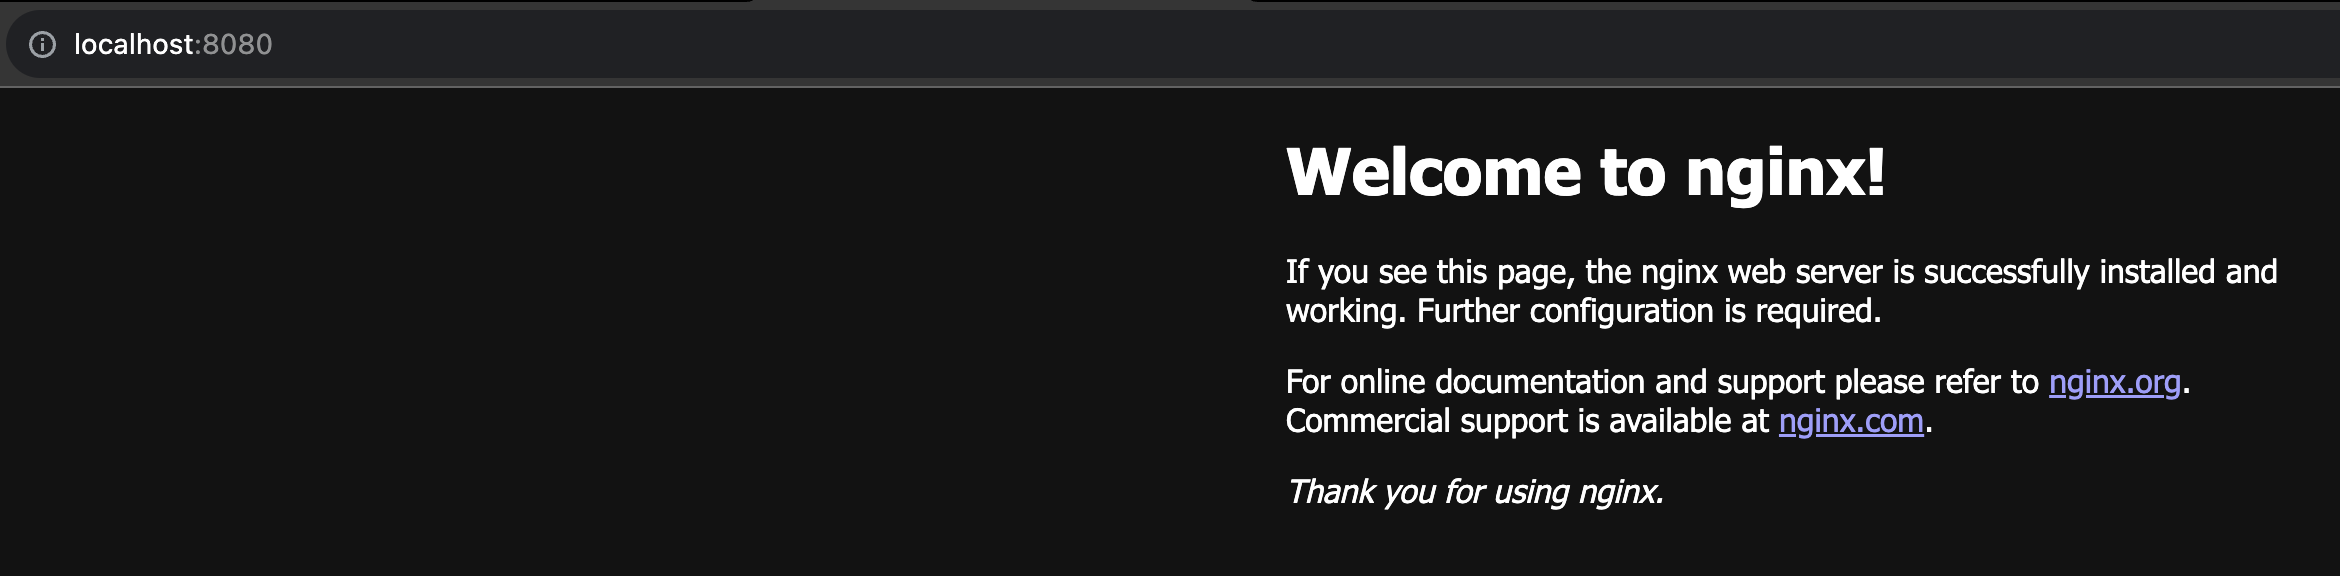 localhost:8080
Welcome to nginx!
If you see this page, the nginx web server is successfully installed and
working. Further configuration is required.
For online documentation and support please refer to nginx.org.
Commercial support is available at nginx.com.
Thank you for using nginx.